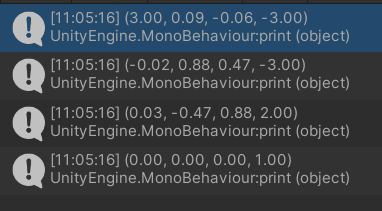 [11:05:16] (3.00, 0.09, -0.06, -3.00)
UnityEngine.MonoBehaviour:print (object)
[11:05:16] (-0.02, 0.88, 0.47, -3.00)
UnityEngine.MonoBehaviour:print (object)
[11:05:16] (0.03, -0.47, 0.88, 2.00)
UnityEngine.MonoBehaviour:print (object)
[11:05:16] (0.00, 0.00, 0.00, 1.00)
UnityEngine.MonoBehaviour:print (object)